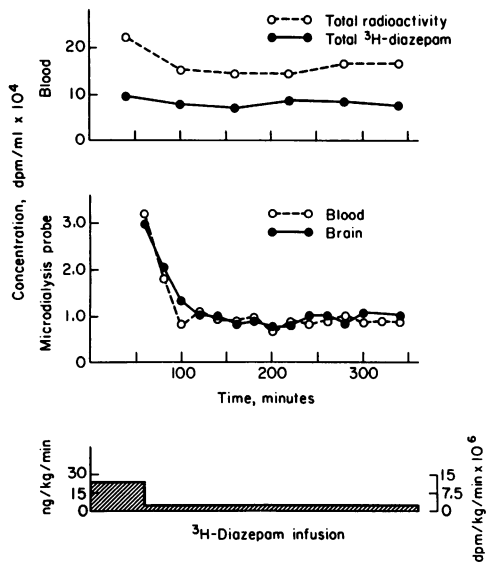 Total radioactivity
Total ³H-diazepam
Blood
20
10
0
Concentration, dpm/ml x 10⁴
Microdialysis probe
3.0
2.0
1.0
0
Blood
Brain
100 200 300
Time, minutes
ng/kg/min
30
15
0
15
7.5
0
dpm/kg/min x 10⁶
³H-Diazepam infusion